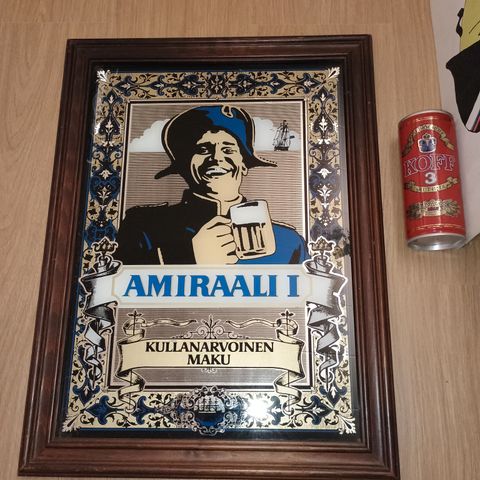 AMIRAALI I
KULLANARVOINEN
MAKU
KOFF
3